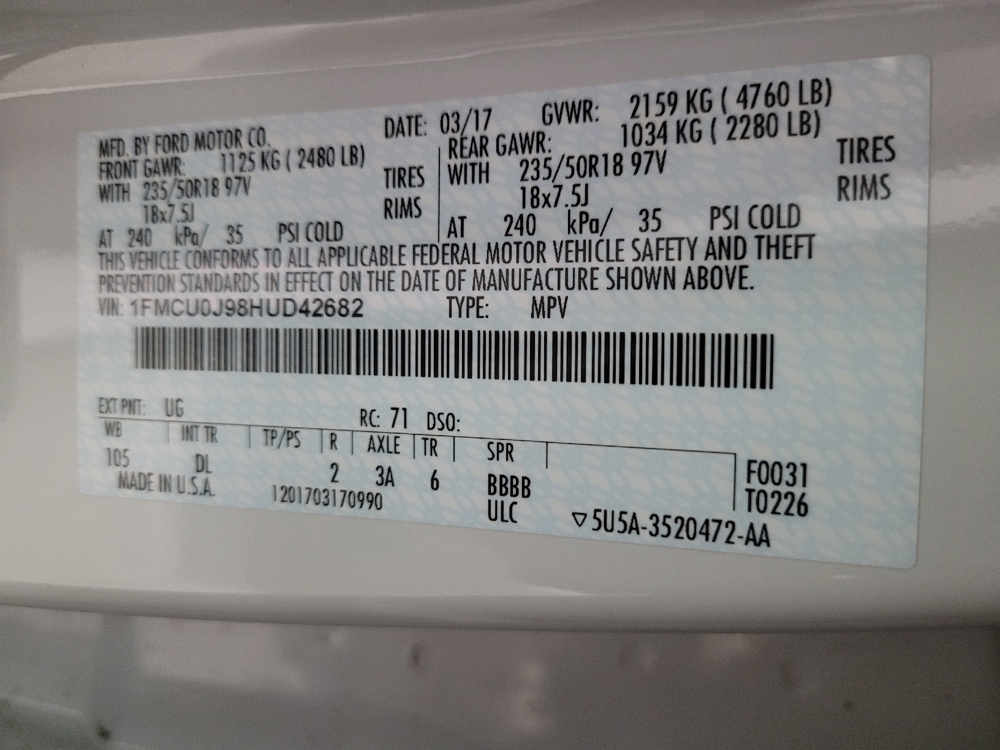 MFD. BY FORD MOTOR CO. DATE: 03/17 GVWR: 2159 KG ( 4760 LB)
FRONT GAWR: 1125 KG ( 2480 LB) REAR GAWR: 1034 KG ( 2280 LB)
WITH 235/50R18 97V TIRES WITH 235/50R18 97V TIRES
18x7.5J RIMS 18x7.5J RIMS
AT 240 kPa/ 35 PSI COLD AT 240 kPa/ 35 PSI COLD
THIS VEHICLE CONFORMS TO ALL APPLICABLE FEDERAL MOTOR VEHICLE SAFETY AND THEFT
PREVENTION STANDARDS IN EFFECT ON THE DATE OF MANUFACTURE SHOWN ABOVE.
VIN: 1FMCU0J98HUD42682 TYPE: MPV
EXT PNT: UG RC: 71 DSO:
WB INT TR TP/PS R AXLE TR SPR
105 DL 2 3A 6 BBBB F0031
MADE IN U.S.A. 1201703170990 ULC T0226
▽5U5A-3520472-AA